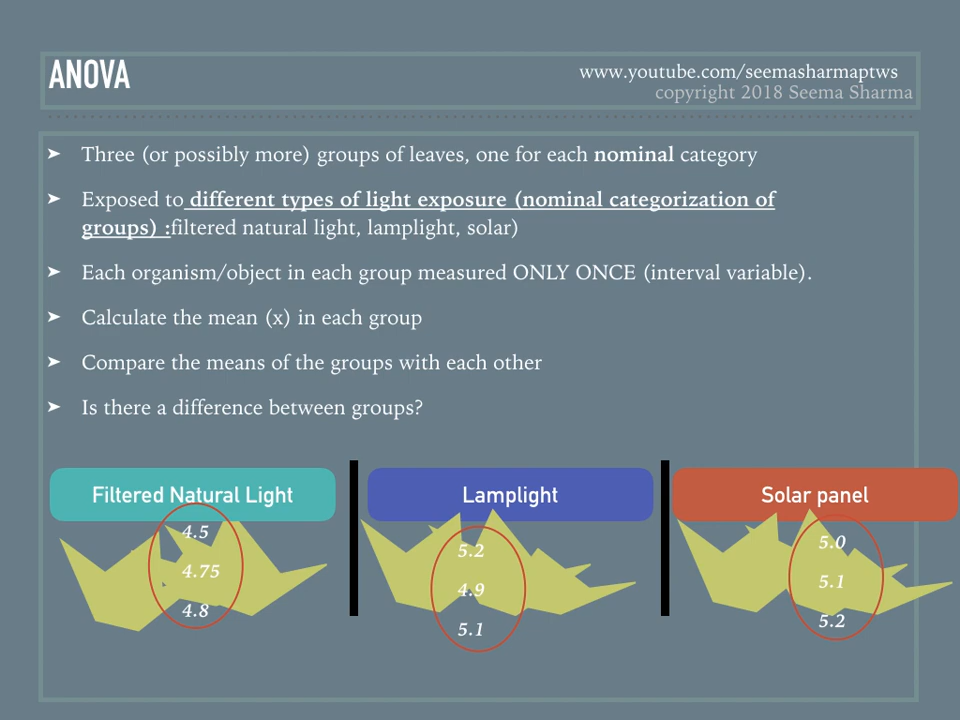 ANOVA
www.youtube.com/seemasharmaptws
copyright 2018 Seema Sharma
➤ Three (or possibly more) groups of leaves, one for each nominal category
➤ Exposed to different types of light exposure (nominal categorization of
groups) :filtered natural light, lamplight, solar)
➤ Each organism/object in each group measured ONLY ONCE (interval variable).
➤ Calculate the mean (x) in each group
➤ Compare the means of the groups with each other
➤ Is there a difference between groups?
Filtered Natural Light
4.5
4.75
4.8
Lamplight
5.2
4.9
5.1
Solar panel
5.0
5.1
5.2